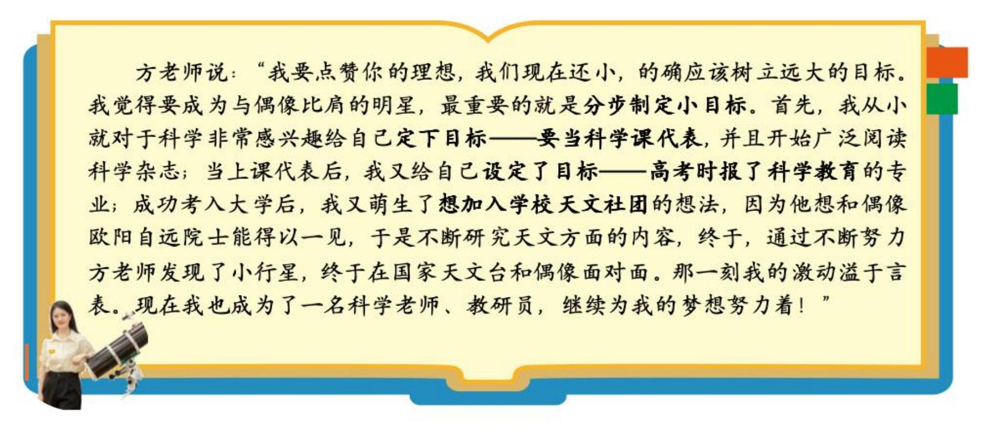 方老师说：“我要点赞你的理想，我们现在还小，的确应该树立远大的目标。
我觉得要成为与偶像比肩的明星，最重要的就是分步制定小目标。首先，我从小
就对于科学非常感兴趣给自己定下目标——要当科学课代表，并且开始广泛阅读
科学杂志；当上课代表后，我又给自己设定了目标——高考时报了科学教育的专
业；成功考入大学后，我又萌生了想加入学校天文社团的想法，因为他想和偶像
欧阳自远院士能得以一见，于是不断研究天文方面的内容，终于，通过不断努力
方老师发现了小行星，终于在国家天文台和偶像面对面。那一刻我的激动溢于言
表。现在我也成为了一名科学老师、教研员，继续为我的梦想努力着！”